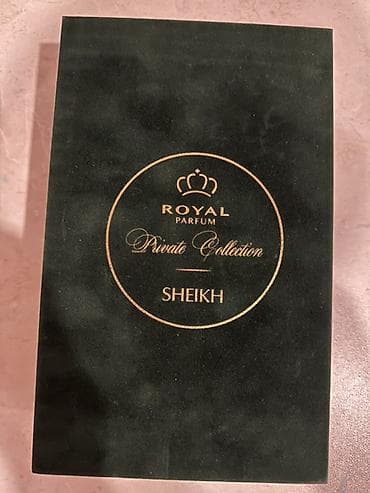 ROYAL
PARFUM
Private Collection
SHEIKH